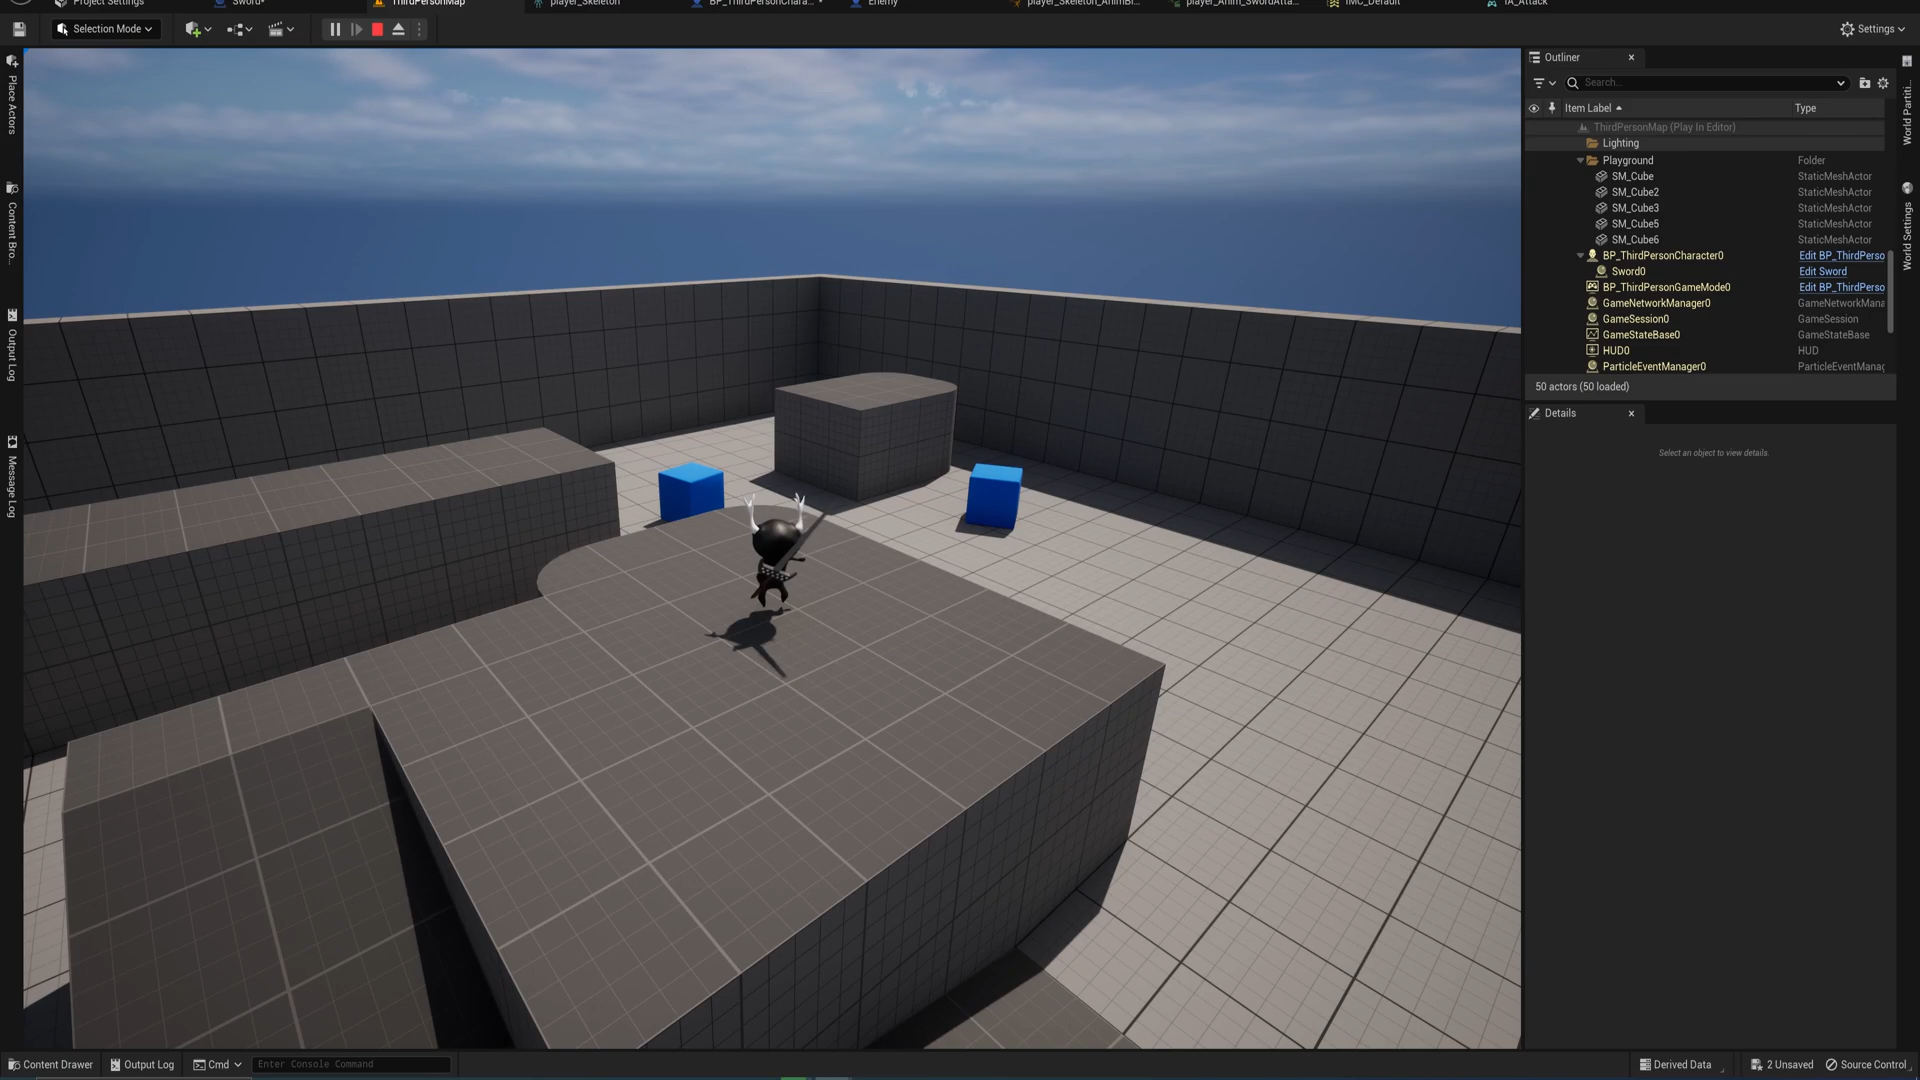 Project Settings
Sword*
ThirdPersonMap
player_Skeleton
BP_ThirdPersonChara... *
Enemy
player_Skeleton_AnimBl...
player_Anim_SwordAtta...
IMC_Default
IA_Attack
Selection Mode
Settings
Place Actors
Content Bro...
Output Log
Message Log
Outliner
Search...
Item Label
Type
ThirdPersonMap (Play In Editor)
Lighting
Playground
Folder
SM_Cube
StaticMeshActor
SM_Cube2
StaticMeshActor
SM_Cube3
StaticMeshActor
SM_Cube5
StaticMeshActor
SM_Cube6
StaticMeshActor
BP_ThirdPersonCharacter0
Edit BP_ThirdPerso
Sword0
Edit Sword
BP_ThirdPersonGameMode0
Edit BP_ThirdPerso
GameNetworkManager0
GameNetworkMana
GameSession0
GameSession
GameStateBase0
GameStateBase
HUD0
HUD
ParticleEventManager0
ParticleEventManag
50 actors (50 loaded)
Details
Select an object to view details.
World Partiti...
World Settings
Content Drawer
Output Log
Cmd
Enter Console Command
Derived Data
2 Unsaved
Source Control